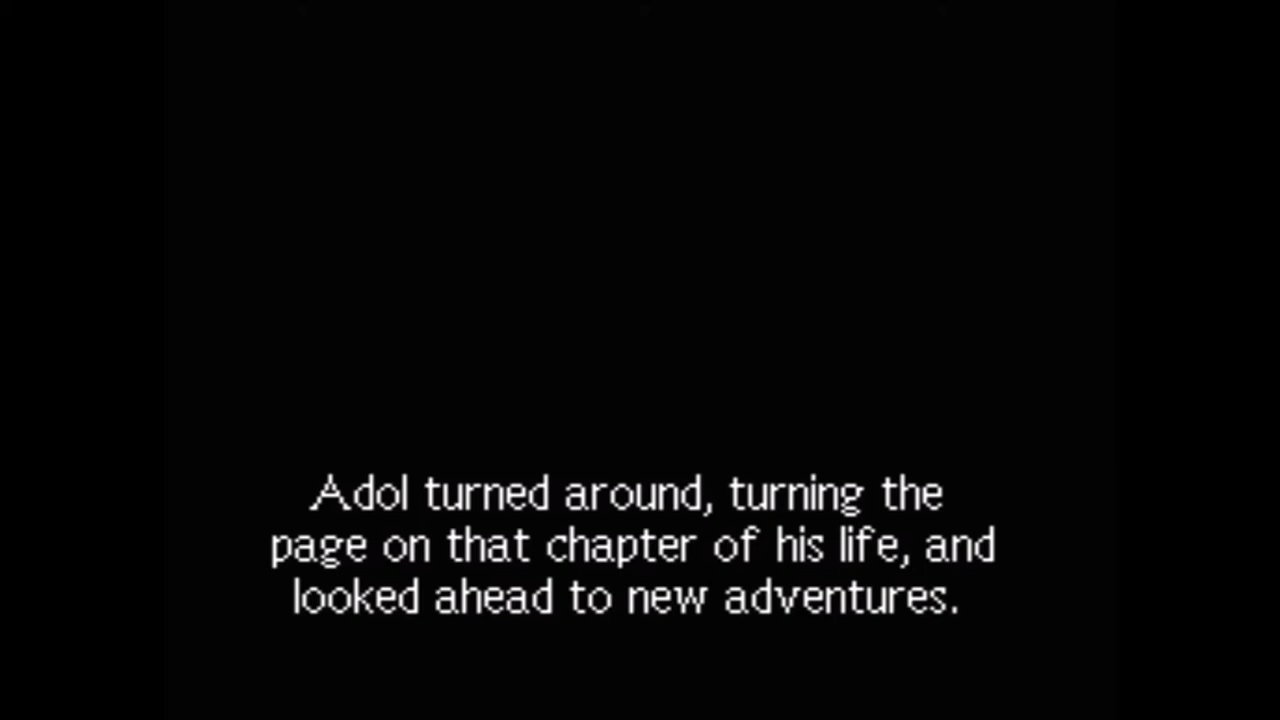 Adol turned around, turning the
page on that chapter of his life, and
looked ahead to new adventures.